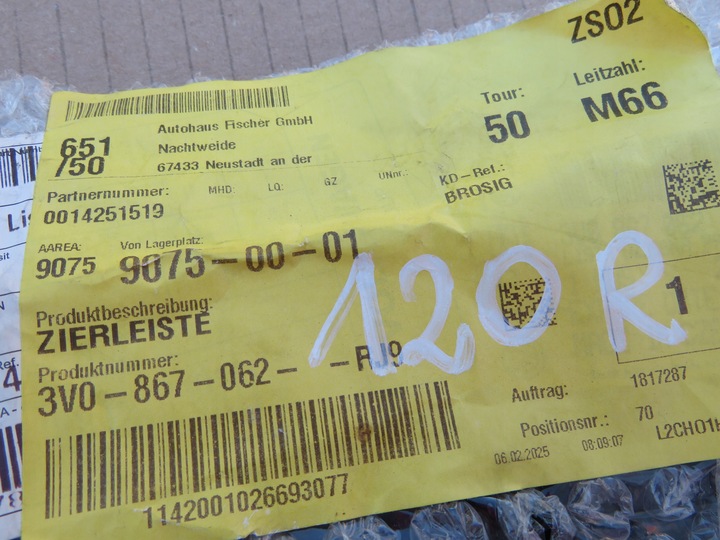 ZS02
651
/50
Autohaus Fischer GmbH
Nachtweide
67433 Neustadt an der
Tour:
50
Leitzahl:
M66
Partnernummer:
0014251519
MHD: LQ: GZ UNnr.:
KD-Ref.:
BROSIG
AAREA:
9075
Von Lagerplatz:
9075-00-01
Produktbeschreibung:
ZIERLEISTE
120R
1
Produktnummer:
3V0-867-062-
Auftrag: 1817287
Positionsnr.: 70
06.02.2025 08:09:07
1142001026693077